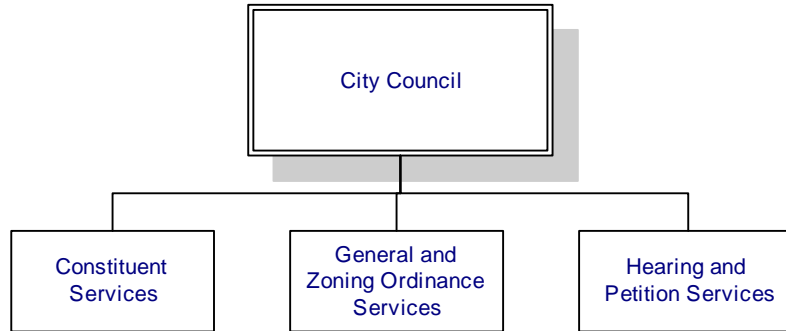 City Council
Constituent
Services
General and
Zoning Ordinance
Services
Hearing and
Petition Services